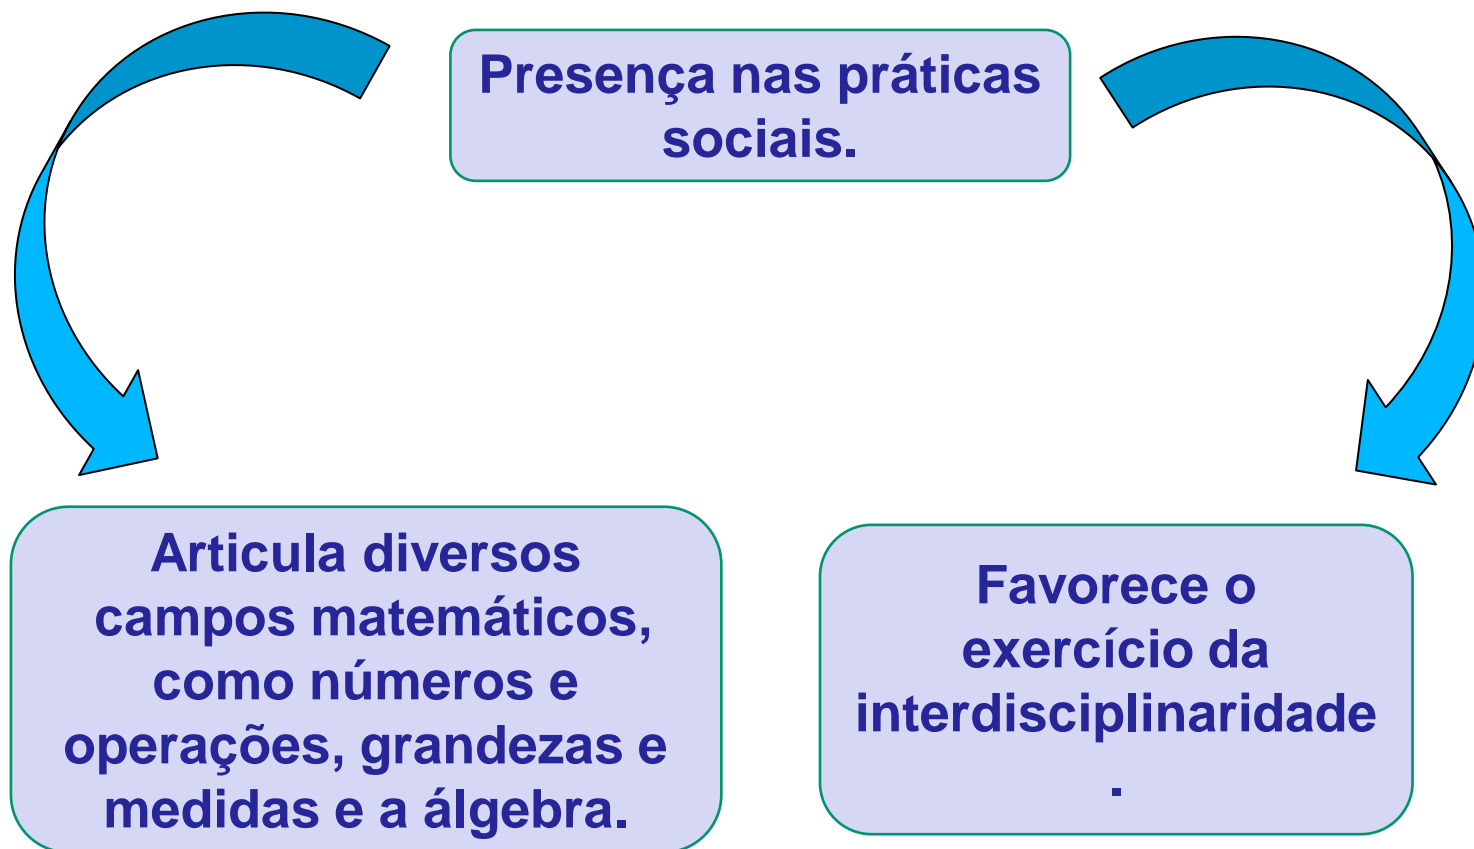 Presença nas práticas
sociais.
Articula diversos
campos matemáticos,
como números e
operações, grandezas e
medidas e a álgebra.
Favorece o
exercício da
interdisciplinaridade
.